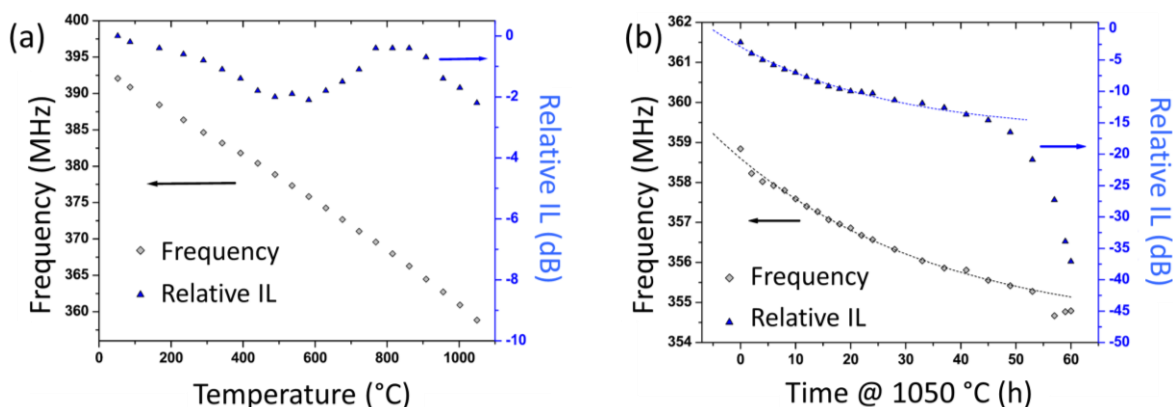 (a)
400
395
390
385
380
375
370
365
360
Frequency (MHz)
0
-2
-4
-6
-8
-10
Relative IL (dB)
Frequency
Relative IL
0 200 400 600 800 1000
Temperature (°C)
(b)
362
361
360
359
358
357
356
355
354
Frequency (MHz)
0
-5
-10
-15
-20
-25
-30
-35
-40
-45
-50
Relative IL (dB)
Frequency
Relative IL
0 10 20 30 40 50 60
Time @ 1050 °C (h)